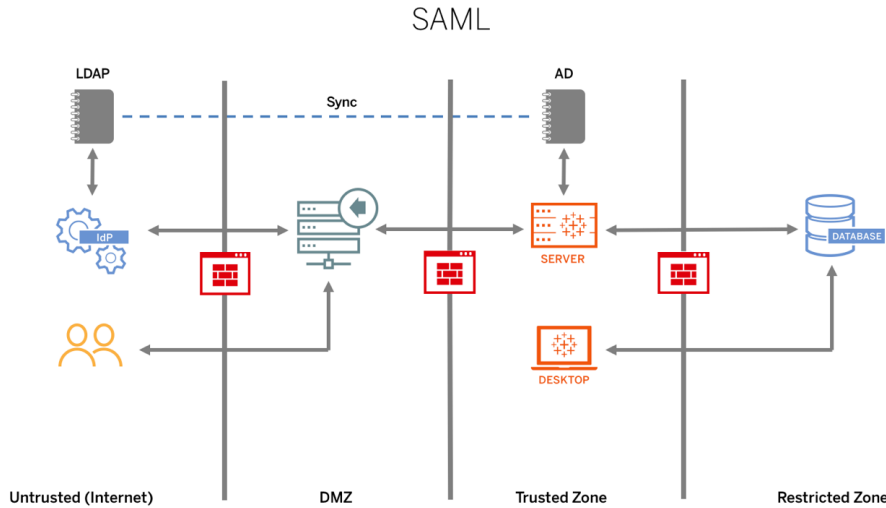 SAML
LDAP
AD
Sync
IdP
SERVER
DATABASE
DESKTOP
Untrusted (Internet)
DMZ
Trusted Zone
Restricted Zone